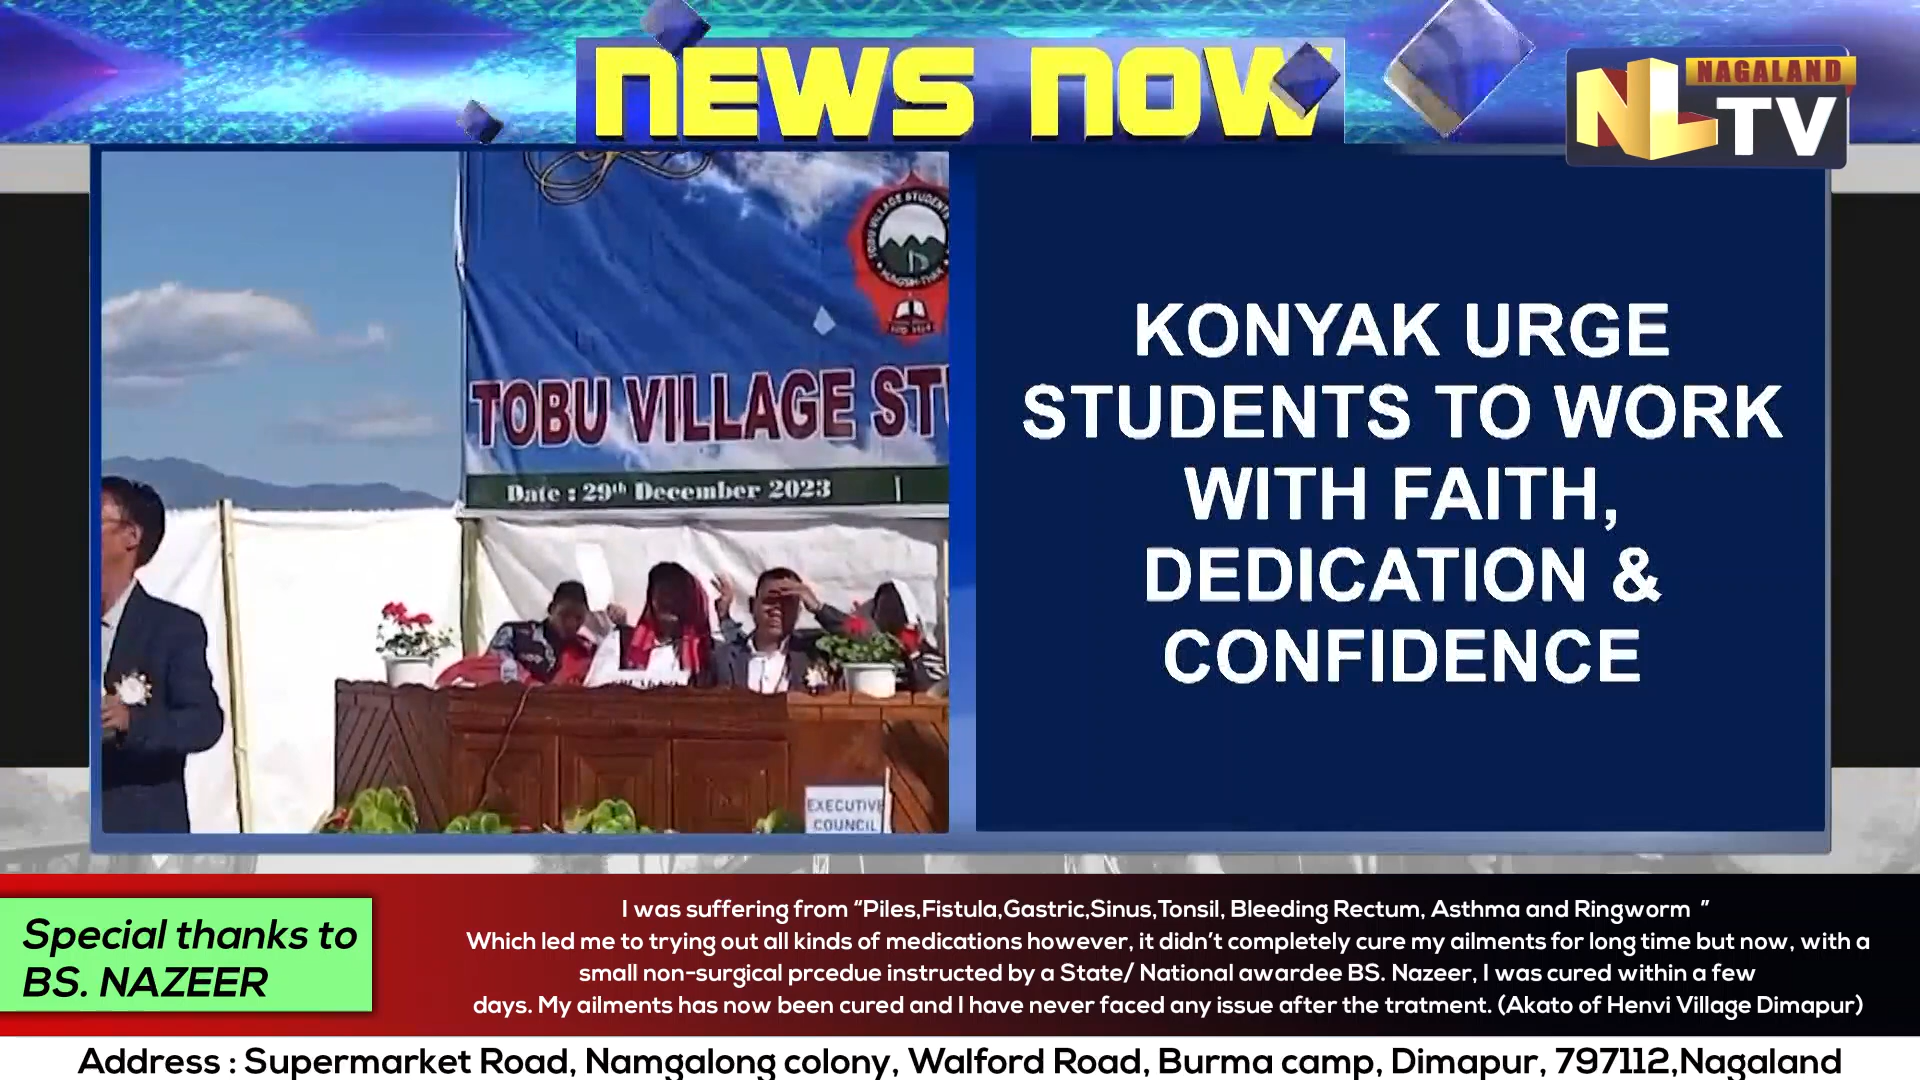 NEWS NOW
NAGALAND
NL TV
TOBU VILLAGE STUDENTS
TOBU VILLAGE ST
Date : 29th December 2023
EXECUTIVE
COUNCIL
KONYAK URGE
STUDENTS TO WORK
WITH FAITH,
DEDICATION &
CONFIDENCE
Special thanks to
BS. NAZEER
I was suffering from “Piles,Fistula,Gastric,Sinus,Tonsil, Bleeding Rectum, Asthma and Ringworm ”
Which led me to trying out all kinds of medications however, it didn’t completely cure my ailments for long time but now, with a
small non-surgical prcedue instructed by a State/ National awardee BS. Nazeer, I was cured within a few
days. My ailments has now been cured and I have never faced any issue after the tratment. (Akato of Henvi Village Dimapur)
Address : Supermarket Road, Namgalong colony, Walford Road, Burma camp, Dimapur, 797112,Nagaland